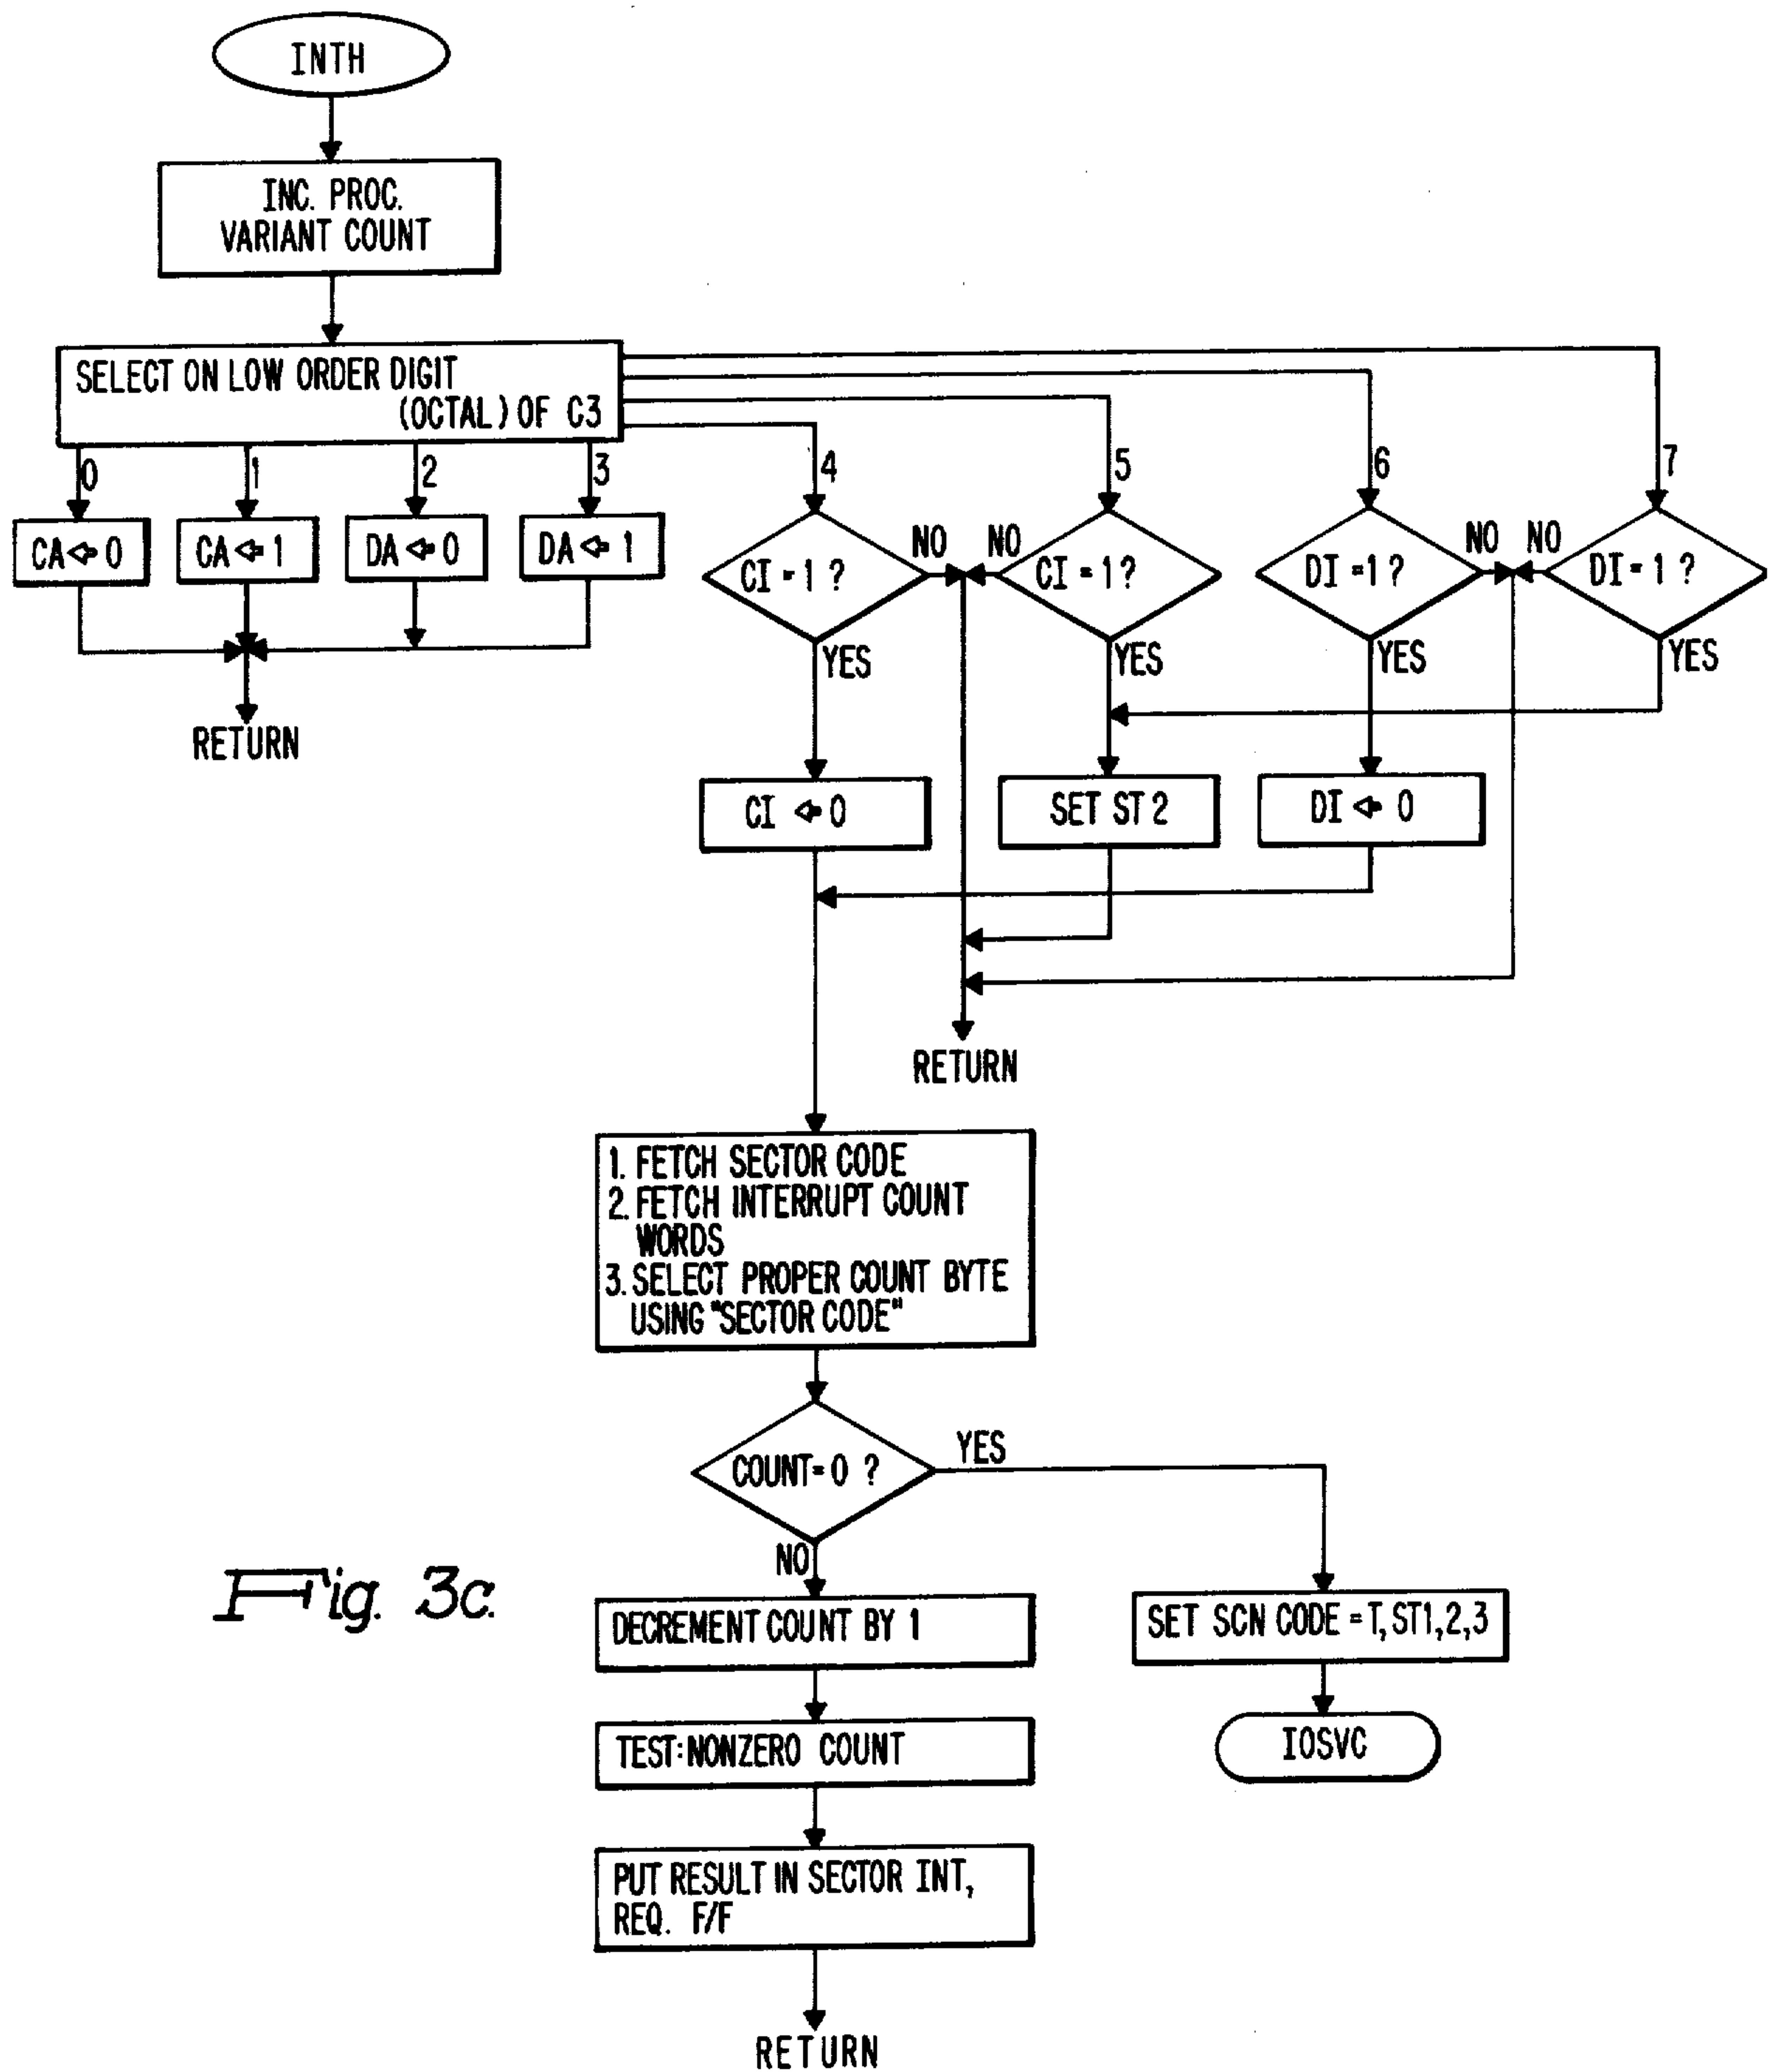 INTH
INC. PROC.
VARIANT COUNT
SELECT ON LOW ORDER DIGIT
(OCTAL) OF C3
0
1
2
3
4
5
6
7
CA ⇐ 0
CA ⇐ 1
DA ⇐ 0
DA ⇐ 1
CI = 1 ?
NO
NO
CI = 1 ?
DI = 1 ?
NO
NO
DI = 1 ?
YES
YES
YES
YES
RETURN
CI ⇐ 0
SET ST 2
DI ⇐ 0
RETURN
1. FETCH SECTOR CODE
2. FETCH INTERRUPT COUNT
WORDS
3. SELECT PROPER COUNT BYTE
USING "SECTOR CODE"
COUNT = 0 ?
YES
NO
DECREMENT COUNT BY 1
SET SCN CODE = T, ST1, 2, 3
TEST: NONZERO COUNT
IOSVC
PUT RESULT IN SECTOR INT,
REQ. F/F
RETURN
Fig. 3c.